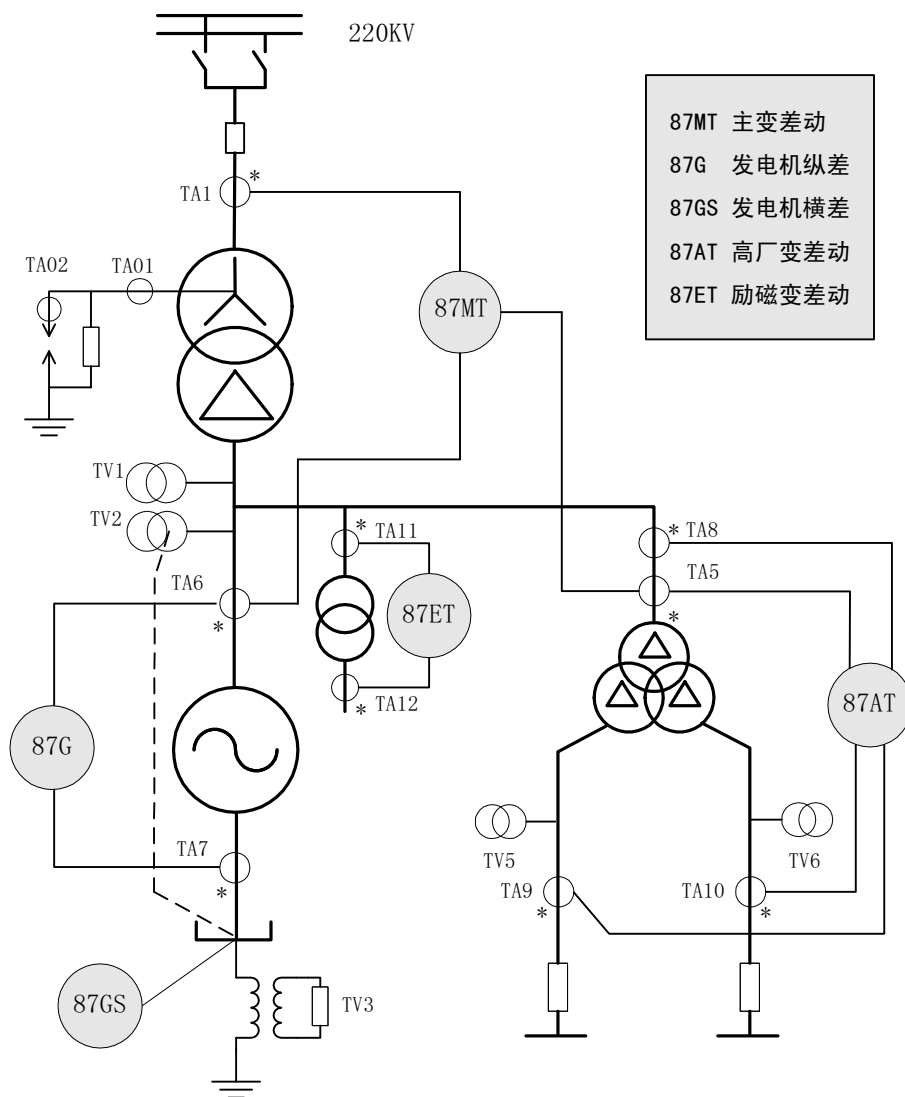 220KV
87MT 主变差动
87G 发电机纵差
87GS 发电机横差
87AT 高厂变差动
87ET 励磁变差动
TA1
*
TA02
TA01
87MT
TV1
TV2
* TA11
* TA8
TA6
TA5
*
*
87ET
* TA12
87AT
87G
TV5
TV6
TA7
*
TA9
*
TA10
*
87GS
TV3